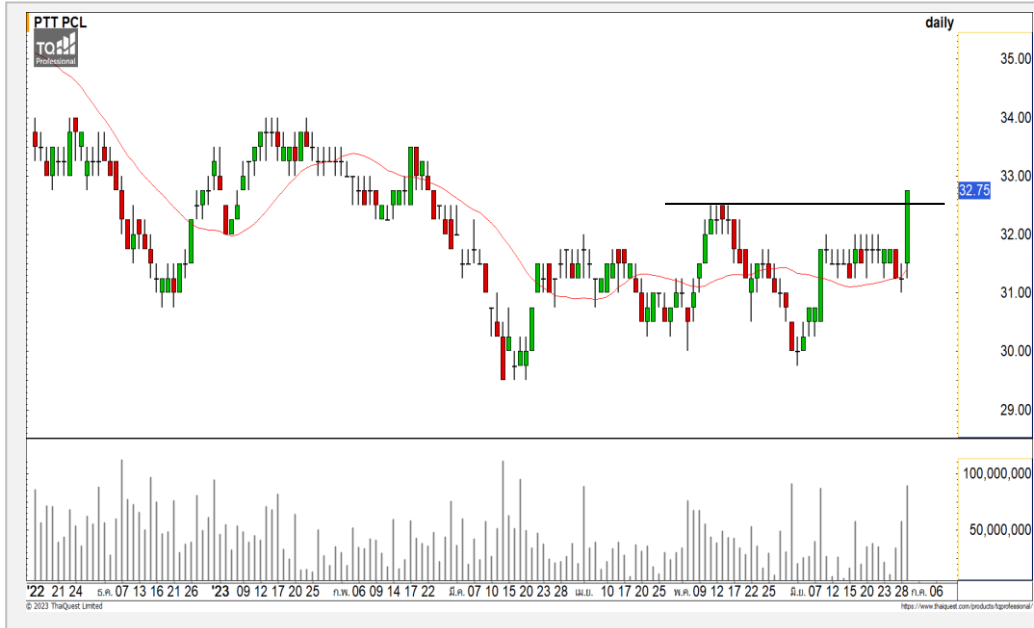 PTT PCL daily
TQ
Professional
35.00
34.00
33.00
32.75
32.00
31.00
30.00
29.00
100,000,000
50,000,000
'22 21 24 ธ.ค. 07 13 16 21 26 '23 09 12 17 20 25 ก.พ. 06 09 14 17 22 มี.ค 07 10 15 20 23 28 เม.ย. 10 17 20 25 พ.ค. 09 12 17 22 25 มิ.ย. 07 12 15 20 23 28 ก.ค. 06
© 2023 ThaiQuest Limited https://www.thaiquest.com/products/tqprofessional/